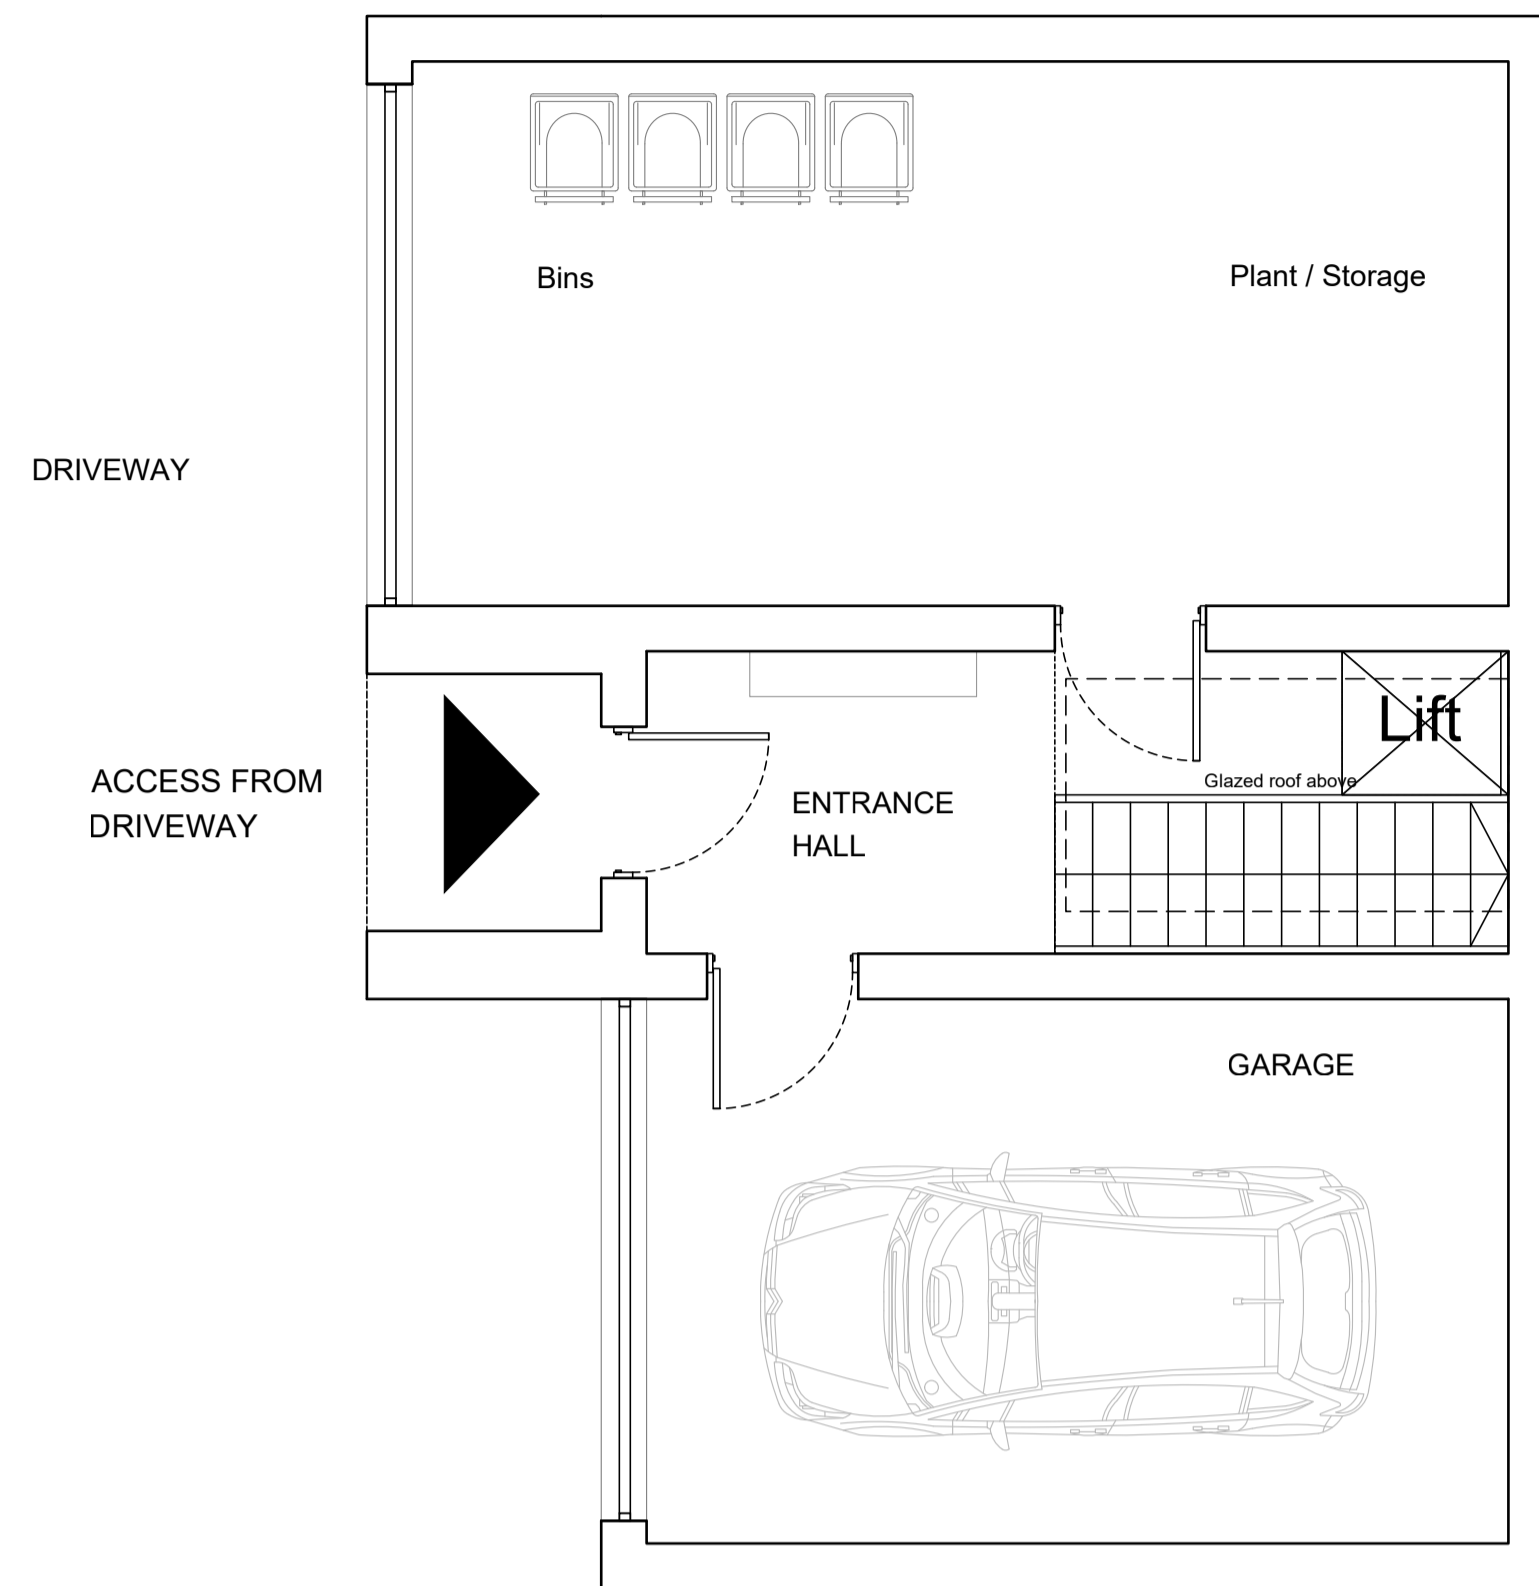 Bins
Plant / Storage
DRIVEWAY
Lift
Glazed roof above
ACCESS FROM
DRIVEWAY
ENTRANCE
HALL
GARAGE